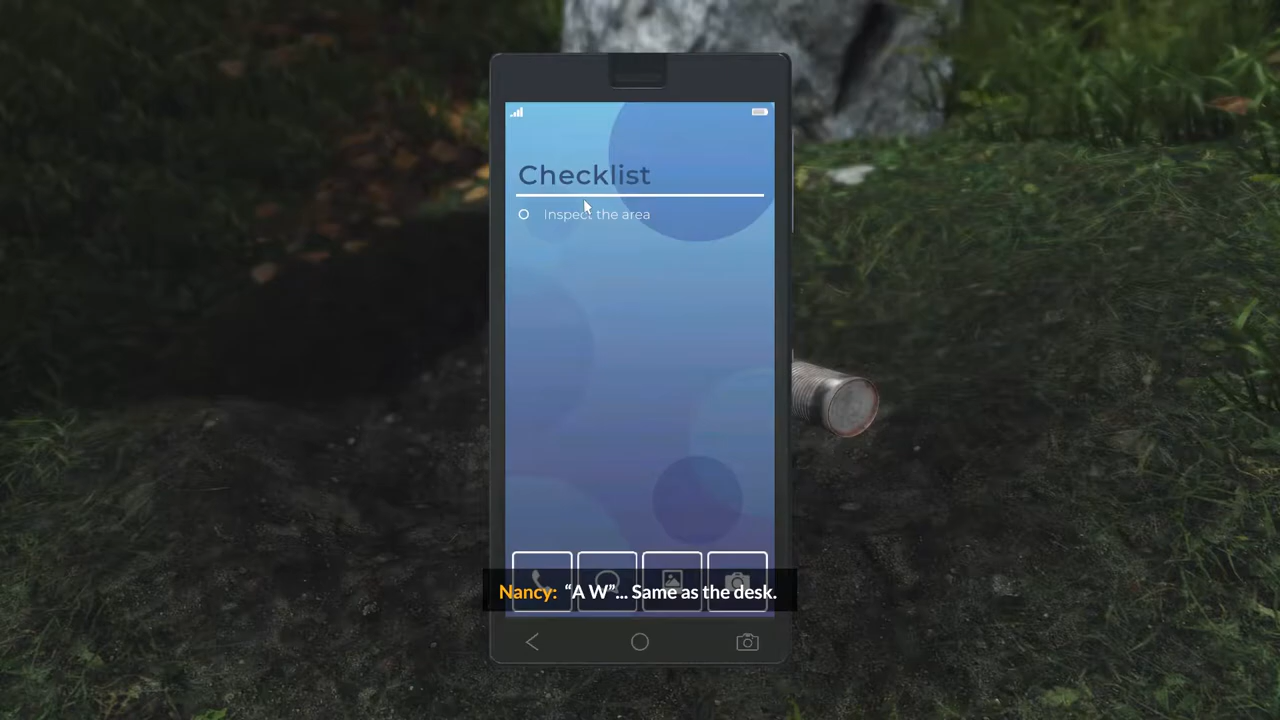 Checklist
Inspect the area
Nancy: “A W”... Same as the desk.